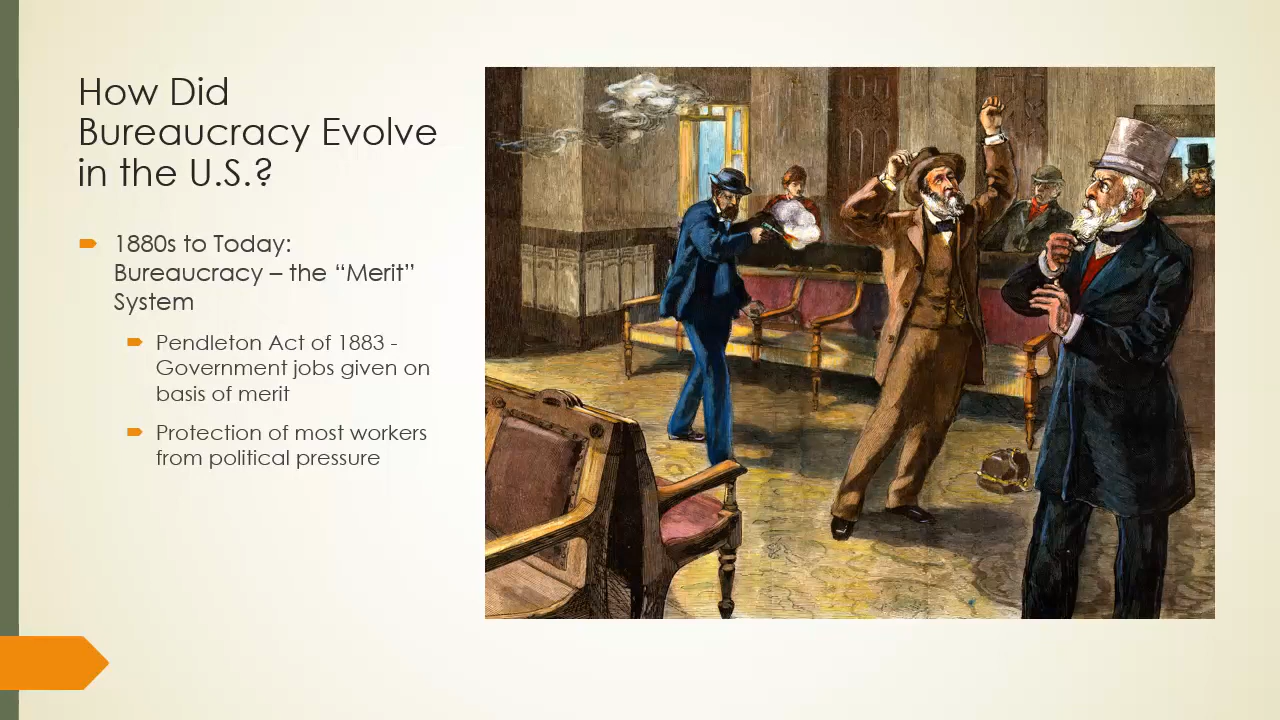 How Did
Bureaucracy Evolve
in the U.S.?
1880s to Today:
Bureaucracy – the “Merit”
System
Pendleton Act of 1883 -
Government jobs given on
basis of merit
Protection of most workers
from political pressure